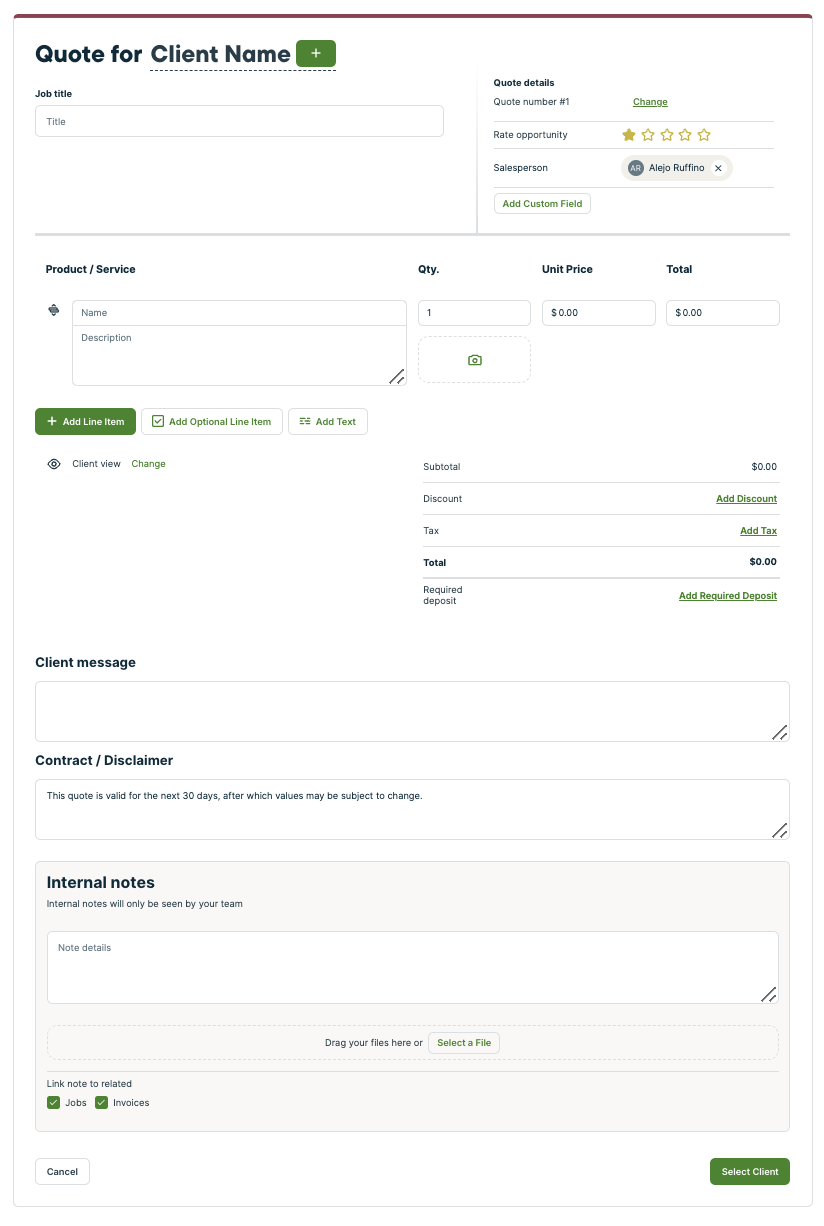 Quote for Client Name
Job title
Title
Quote details
Quote number #1 Change
Rate opportunity
Salesperson AR Alejo Ruffino
Add Custom Field
Product / Service Qty. Unit Price Total
Name 1 $ 0.00 $ 0.00
Description
Add Line Item Add Optional Line Item Add Text
Client view Change
Subtotal $0.00
Discount Add Discount
Tax Add Tax
Total $0.00
Required
deposit Add Required Deposit
Client message
Contract / Disclaimer
This quote is valid for the next 30 days, after which values may be subject to change.
Internal notes
Internal notes will only be seen by your team
Note details
Drag your files here or Select a File
Link note to related
Jobs Invoices
Cancel Select Client